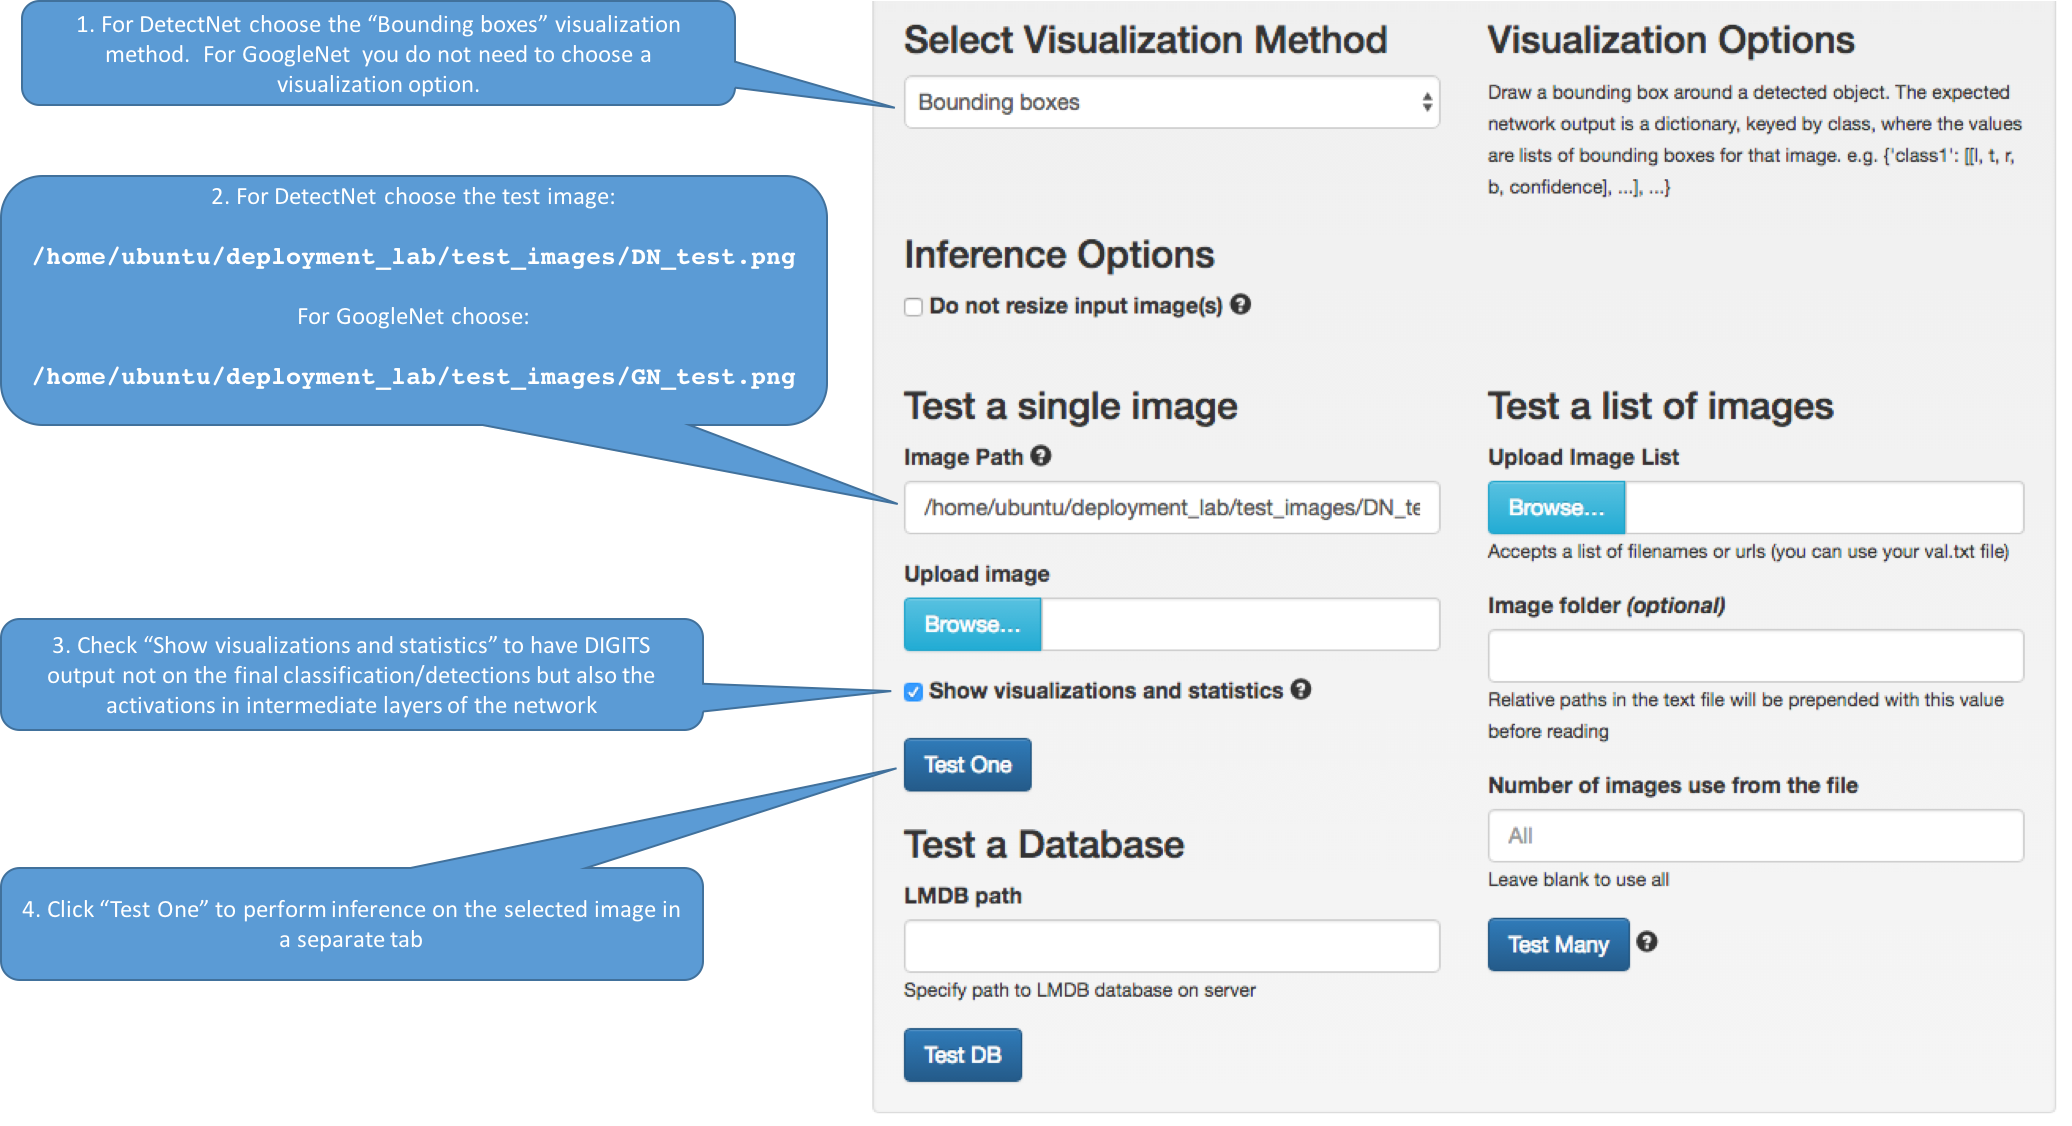 1. For DetectNet choose the “Bounding boxes” visualization
method.  For GoogleNet  you do not need to choose a
visualization option.
2. For DetectNet choose the test image:
/home/ubuntu/deployment_lab/test_images/DN_test.png
For GoogleNet choose:
/home/ubuntu/deployment_lab/test_images/GN_test.png
3. Check “Show visualizations and statistics” to have DIGITS
output not on the final classification/detections but also the
activations in intermediate layers of the network
4. Click “Test One” to perform inference on the selected image in
a separate tab
Select Visualization Method
Bounding boxes
Visualization Options
Draw a bounding box around a detected object. The expected
network output is a dictionary, keyed by class, where the values
are lists of bounding boxes for that image. e.g. {'class1': [[l, t, r,
b, confidence], ...], ...}
Inference Options
Do not resize input image(s) ?
Test a single image
Image Path ?
/home/ubuntu/deployment_lab/test_images/DN_te
Upload image
Browse...
Show visualizations and statistics ?
Test One
Test a Database
LMDB path
Specify path to LMDB database on server
Test DB
Test a list of images
Upload Image List
Browse...
Accepts a list of filenames or urls (you can use your val.txt file)
Image folder (optional)
Relative paths in the text file will be prepended with this value
before reading
Number of images use from the file
All
Leave blank to use all
Test Many ?